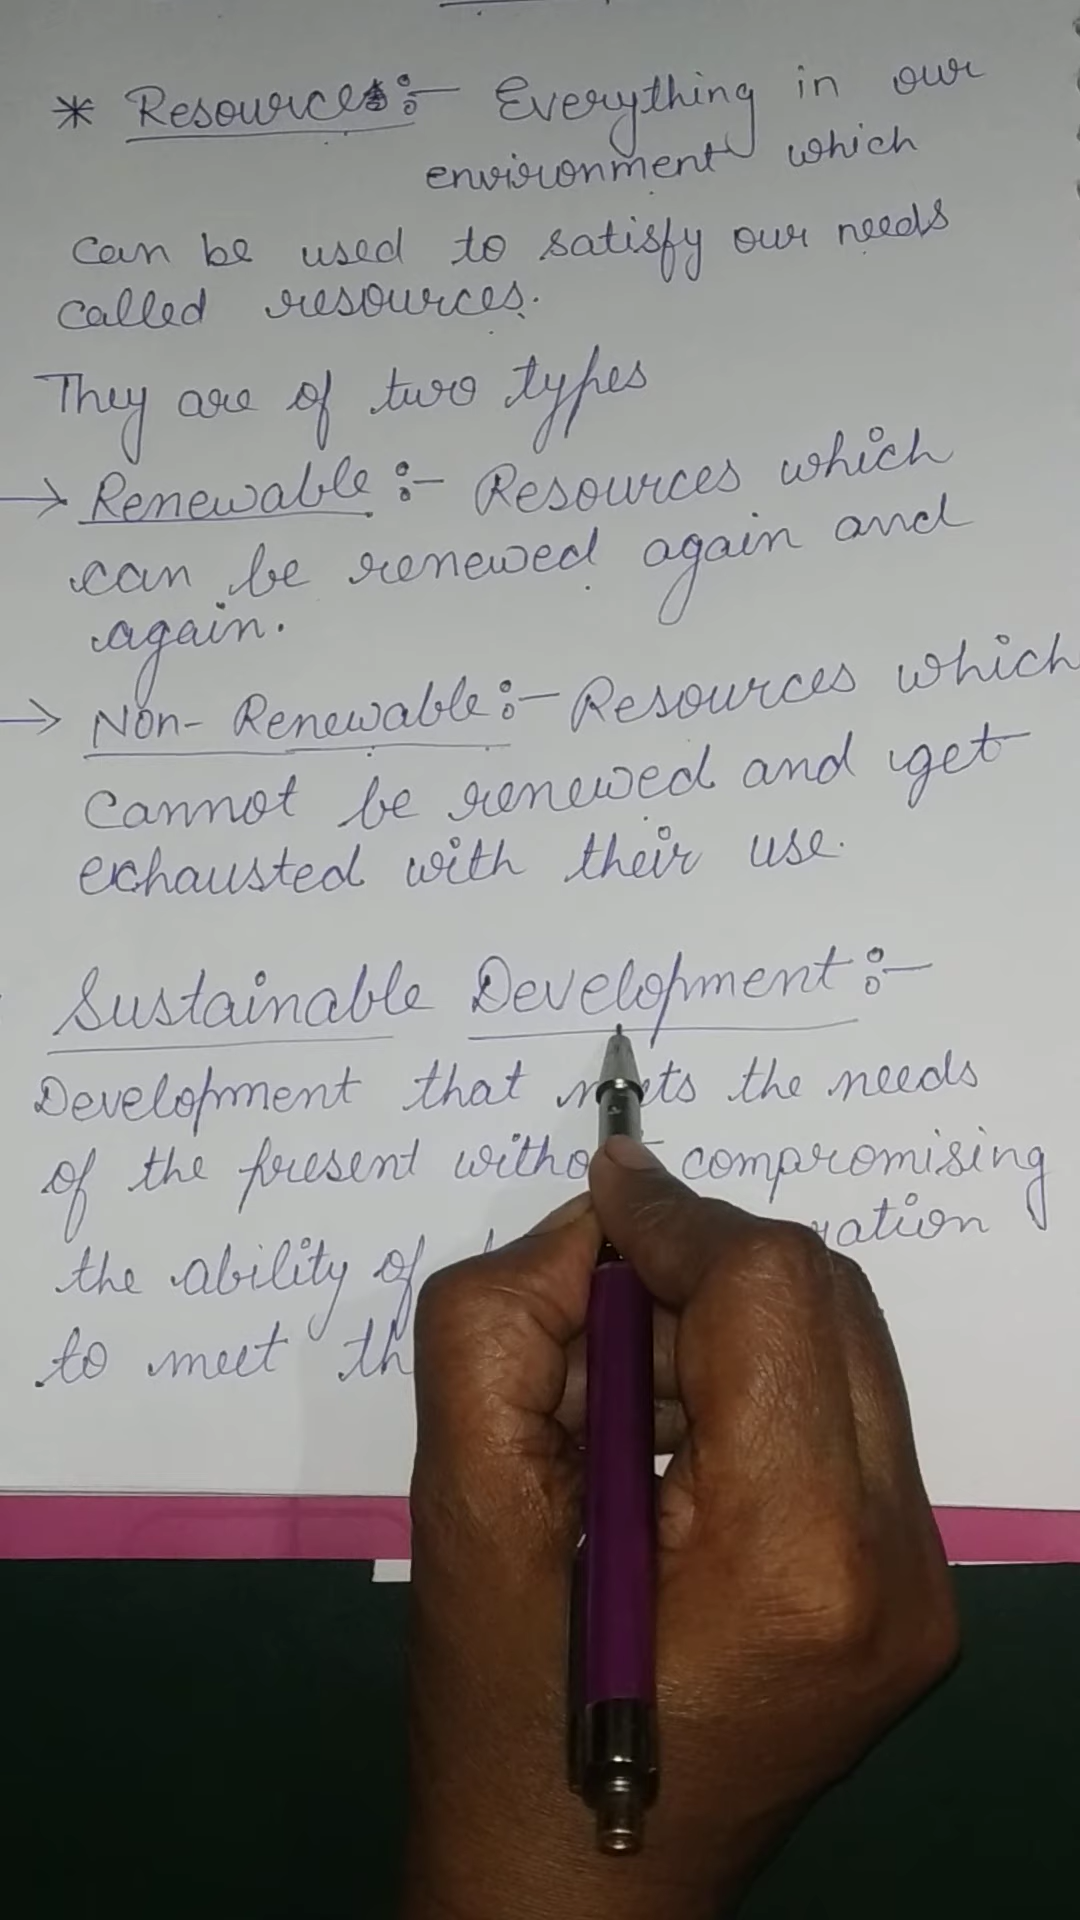 * Resources:-  Everything in our
environment which
can be used to satisfy our needs
called resources.
They are of two types
→ Renewable :- Resources which
can be renewed again and
again.
→ Non-Renewable:- Resources which
cannot be renewed and get
exhausted with their use.
Sustainable Development :-
Development that the needs
of the present compromising
the ability of
to meet